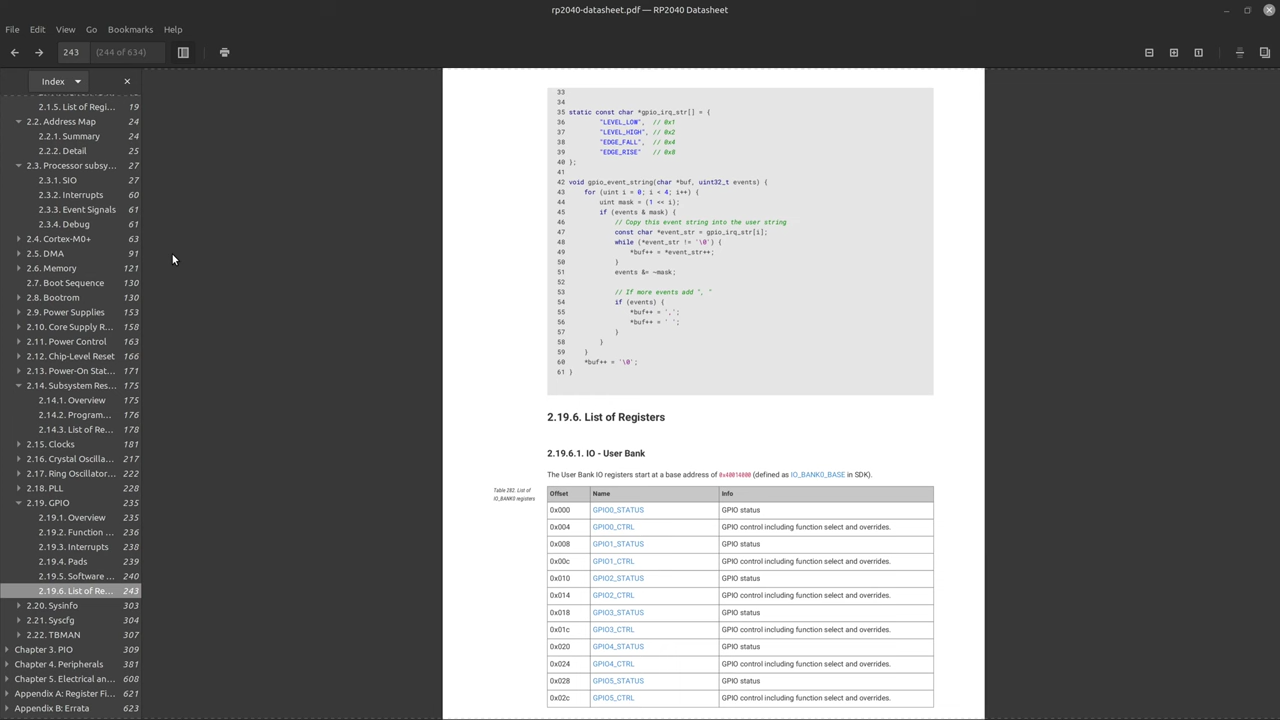 rp2040-datasheet.pdf — RP2040 Datasheet
File Edit View Go Bookmarks Help
243 (244 of 634)
Index
2.1.5. List of Regi... 19
2.2. Address Map 24
2.2.1. Summary 24
2.2.2. Detail 25
2.3. Processor subsy... 27
2.3.1. SIO 27
2.3.2. Interrupts 60
2.3.3. Event Signals 61
2.3.4. Debug 61
2.4. Cortex-M0+ 63
2.5. DMA 91
2.6. Memory 121
2.7. Boot Sequence 130
2.8. Bootrom 130
2.9. Power Supplies 153
2.10. Core Supply R... 158
2.11. Power Control 163
2.12. Chip-Level Reset 166
2.13. Power-On Stat... 171
2.14. Subsystem Res... 175
2.14.1. Overview 175
2.14.2. Program... 175
2.14.3. List of Re... 178
2.15. Clocks 181
2.16. Crystal Oscilla... 217
2.17. Ring Oscillator... 222
2.18. PLL 228
2.19. GPIO 235
2.19.1. Overview 235
2.19.2. Function ... 235
2.19.3. Interrupts 238
2.19.4. Pads 239
2.19.5. Software ... 240
2.19.6. List of Re... 243
2.20. Sysinfo 303
2.21. Syscfg 304
2.22. TBMAN 307
Chapter 3. PIO 309
Chapter 4. Peripherals 381
Chapter 5. Electrical an... 608
Appendix A: Register Fi... 621
Appendix B: Errata 623
33
34
35 static const char *gpio_irq_str[] = {
36 "LEVEL_LOW", // 0x1
37 "LEVEL_HIGH", // 0x2
38 "EDGE_FALL", // 0x4
39 "EDGE_RISE" // 0x8
40 };
41
42 void gpio_event_string(char *buf, uint32_t events) {
43 for (uint i = 0; i < 4; i++) {
44 uint mask = (1 << i);
45 if (events & mask) {
46 // Copy this event string into the user string
47 const char *event_str = gpio_irq_str[i];
48 while (*event_str != '\0') {
49 *buf++ = *event_str++;
50 }
51 events &= ~mask;
52
53 // If more events add ", "
54 if (events) {
55 *buf++ = ',';
56 *buf++ = ' ';
57 }
58 }
59 }
60 *buf++ = '\0';
61 }
2.19.6. List of Registers
2.19.6.1. IO - User Bank
The User Bank IO registers start at a base address of 0x40014000 (defined as IO_BANK0_BASE in SDK).
Table 282. List of
IO_BANK0 registers
Offset Name Info
0x000 GPIO0_STATUS GPIO status
0x004 GPIO0_CTRL GPIO control including function select and overrides.
0x008 GPIO1_STATUS GPIO status
0x00c GPIO1_CTRL GPIO control including function select and overrides.
0x010 GPIO2_STATUS GPIO status
0x014 GPIO2_CTRL GPIO control including function select and overrides.
0x018 GPIO3_STATUS GPIO status
0x01c GPIO3_CTRL GPIO control including function select and overrides.
0x020 GPIO4_STATUS GPIO status
0x024 GPIO4_CTRL GPIO control including function select and overrides.
0x028 GPIO5_STATUS GPIO status
0x02c GPIO5_CTRL GPIO control including function select and overrides.